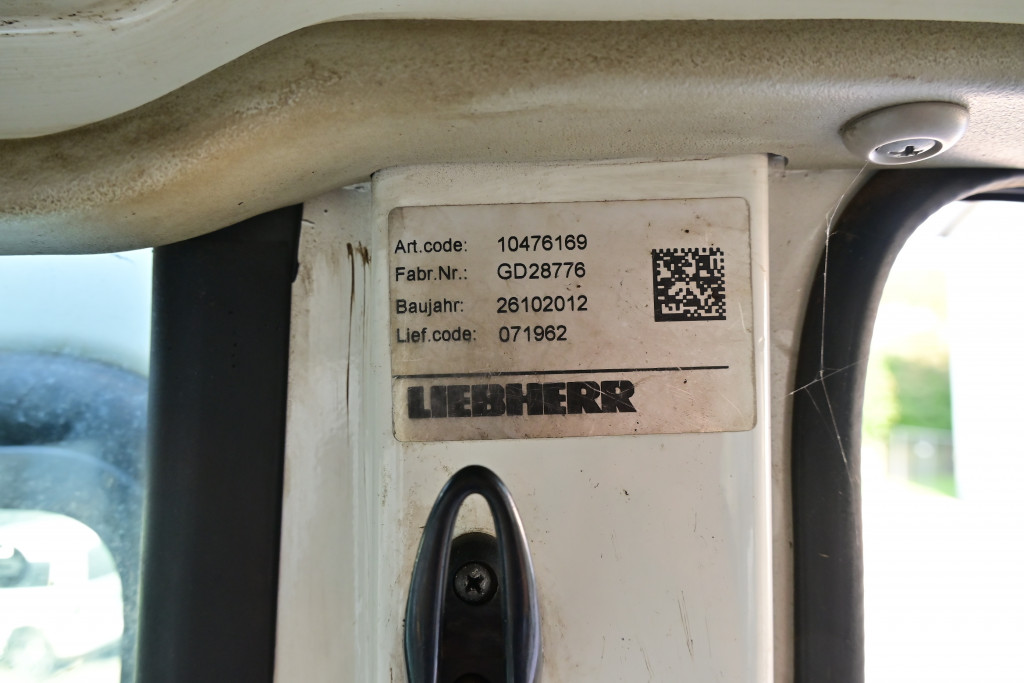 Art.code: 10476169
Fabr.Nr.: GD28776
Baujahr: 26102012
Lief.code: 071962
LIEBHERR